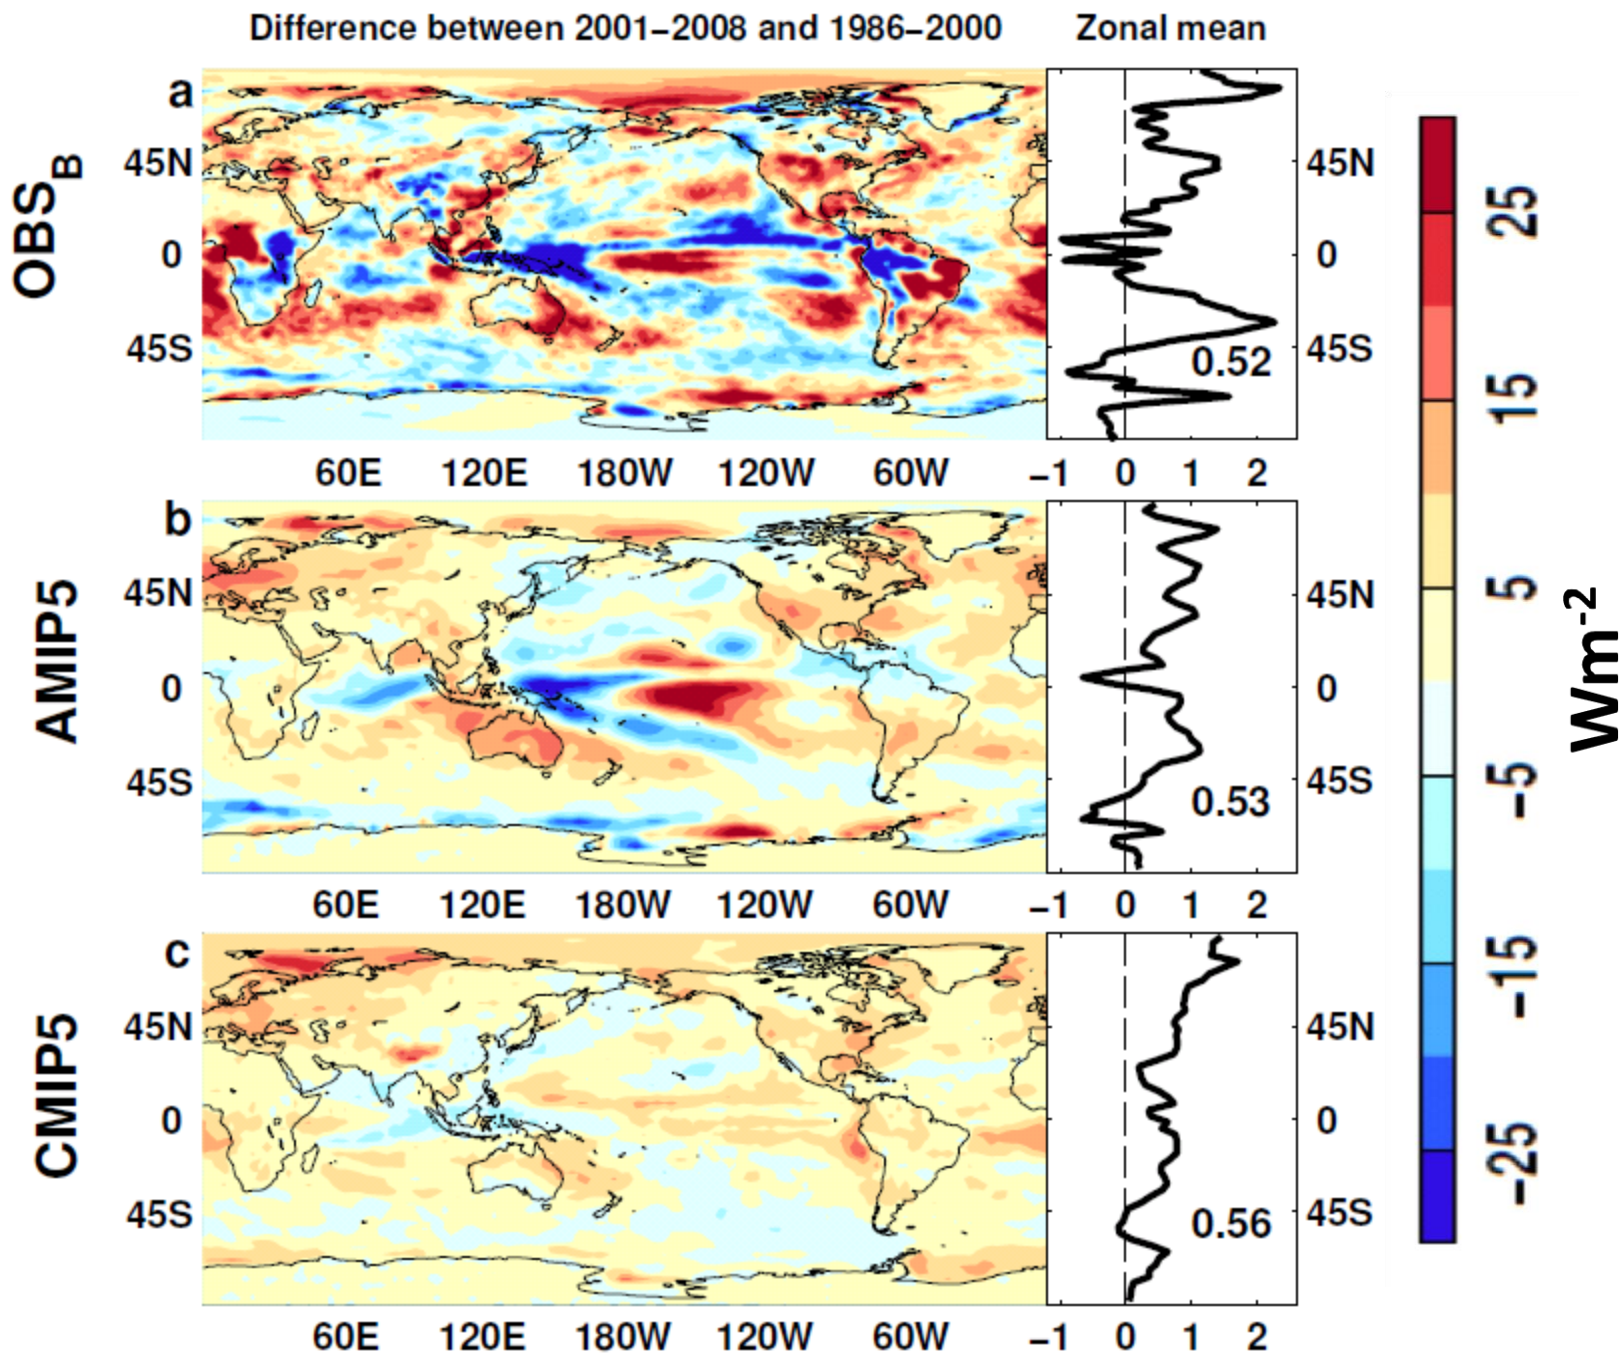 Difference between 2001–2008 and 1986–2000 Zonal mean
a
OBS_B
45N
0
45S
45N
0
45S
0.52
60E 120E 180W 120W 60W −1 0 1 2
b
AMIP5
45N
0
45S
45N
0
45S
0.53
60E 120E 180W 120W 60W −1 0 1 2
c
CMIP5
45N
0
45S
45N
0
45S
0.56
60E 120E 180W 120W 60W −1 0 1 2
25
15
5
−5
−15
−25
Wm⁻²